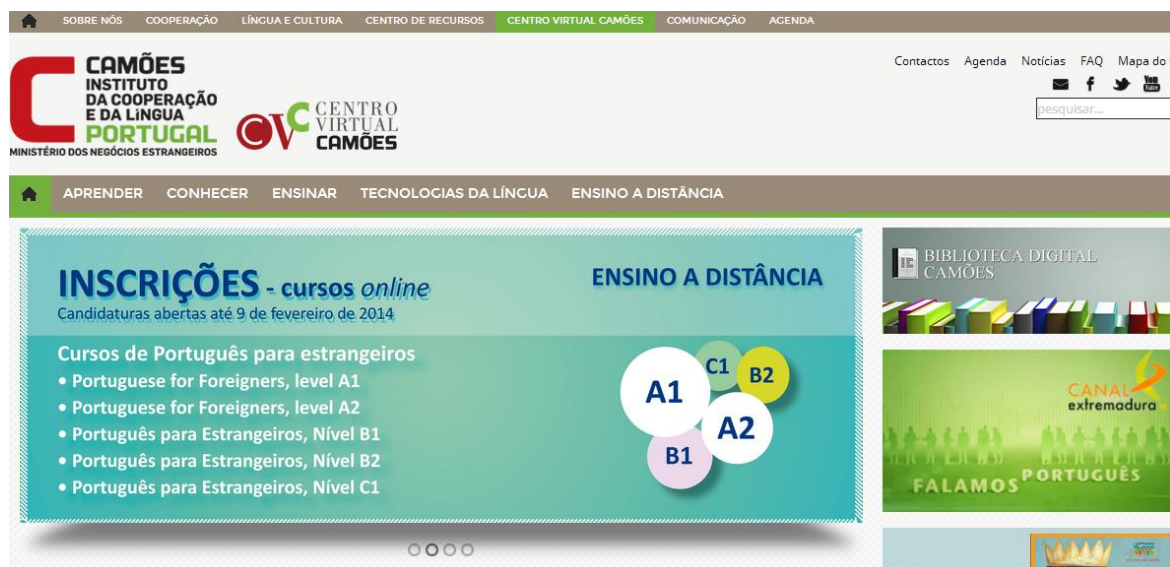 SOBRE NÓS COOPERAÇÃO LÍNGUA E CULTURA CENTRO DE RECURSOS CENTRO VIRTUAL CAMÕES COMUNICAÇÃO AGENDA
Contactos Agenda Notícias FAQ Mapa do
You Tube
pesquisar...
CAMÕES
INSTITUTO
DA COOPERAÇÃO
E DA LÍNGUA
PORTUGAL
MINISTÉRIO DOS NEGÓCIOS ESTRANGEIROS
CVC CENTRO
VIRTUAL
CAMÕES
APRENDER CONHECER ENSINAR TECNOLOGIAS DA LÍNGUA ENSINO A DISTÂNCIA
INSCRIÇÕES - cursos online
Candidaturas abertas até 9 de fevereiro de 2014
ENSINO A DISTÂNCIA
Cursos de Português para estrangeiros
• Portuguese for Foreigners, level A1
• Portuguese for Foreigners, level A2
• Português para Estrangeiros, Nível B1
• Português para Estrangeiros, Nível B2
• Português para Estrangeiros, Nível C1
C1
B2
A1
A2
B1
BIBLIOTECA DIGITAL
CAMÕES
CANAL
extremadura
FALAMOS PORTUGUÊS